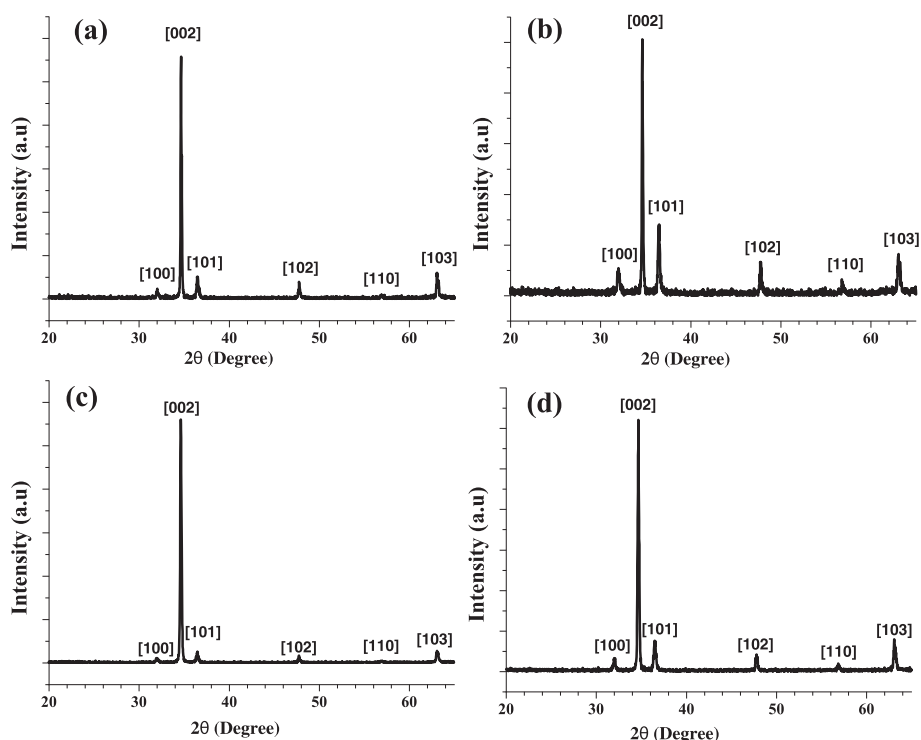 (a)
[002]
[100]
[101]
[102]
[110]
[103]
Intensity (a.u)
20 30 40 50 60
2θ (Degree)
(b)
[002]
[101]
[100]
[102]
[110]
[103]
Intensity (a.u)
20 30 40 50 60
2θ (Degree)
(c)
[002]
[100]
[101]
[102]
[110]
[103]
Intensity (a.u)
20 30 40 50 60
2θ (Degree)
(d)
[002]
[100]
[101]
[102]
[110]
[103]
Intensity (a.u)
20 30 40 50 60
2θ (Degree)